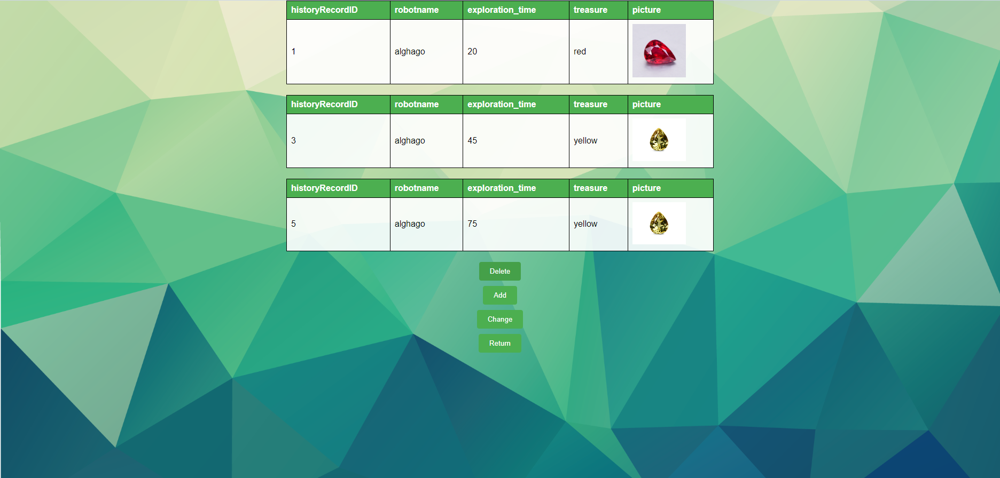 historyRecordID robotname exploration_time treasure picture
1 alghago 20 red
historyRecordID robotname exploration_time treasure picture
3 alghago 45 yellow
historyRecordID robotname exploration_time treasure picture
5 alghago 75 yellow
Delete
Add
Change
Return